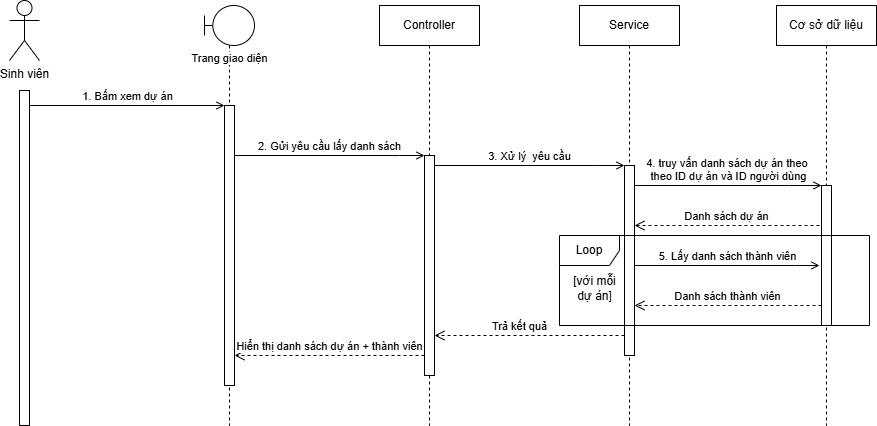 Controller
Service
Cơ sở dữ liệu
Trang giao diện
Sinh viên
1. Bấm xem dự án
2. Gửi yêu cầu lấy danh sách
3. Xử lý yêu cầu
4. truy vấn danh sách dự án theo
theo ID dự án và ID người dùng
Danh sách dự án
Loop
5. Lấy danh sách thành viên
[với mỗi
dự án]
Danh sách thành viên
Trả kết quả
Hiển thị danh sách dự án + thành viên